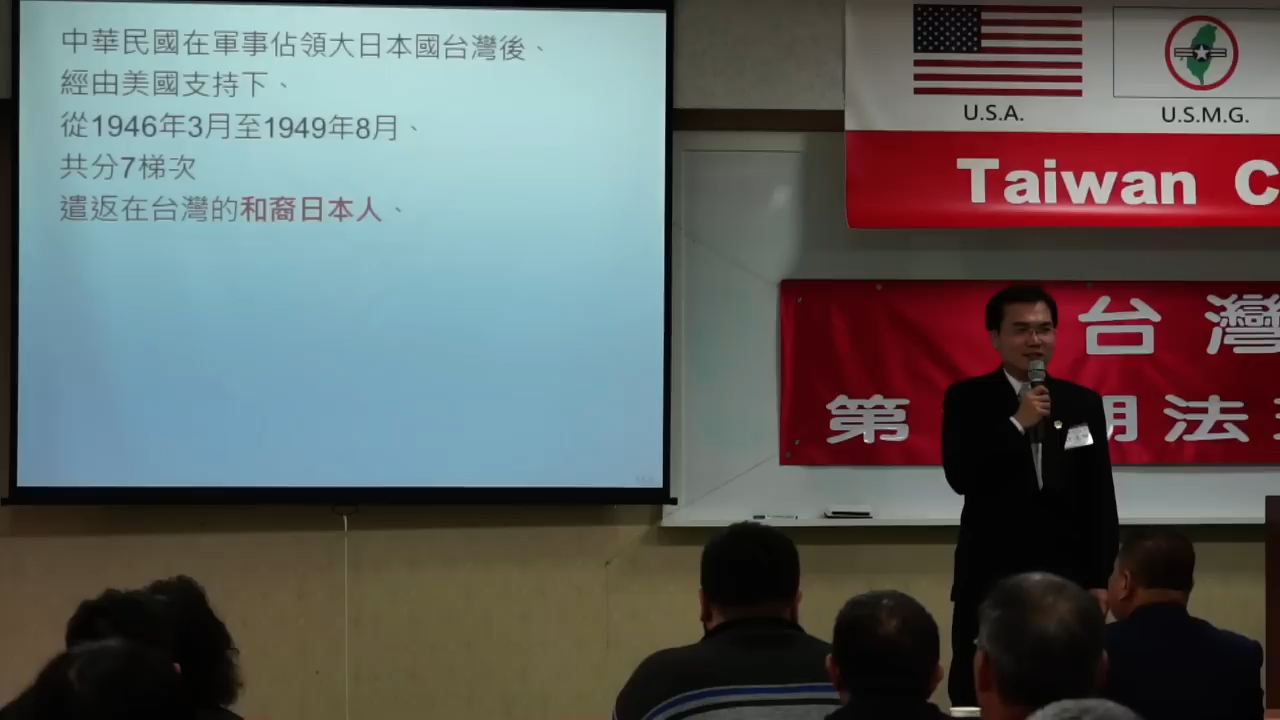 中華民國在軍事佔領大日本國台灣後、
經由美國支持下、
從1946年3月至1949年8月、
共分7梯次
遣返在台灣的和裔日本人、
U.S.A.
U.S.M.G.
Taiwan C
台灣
第 期法